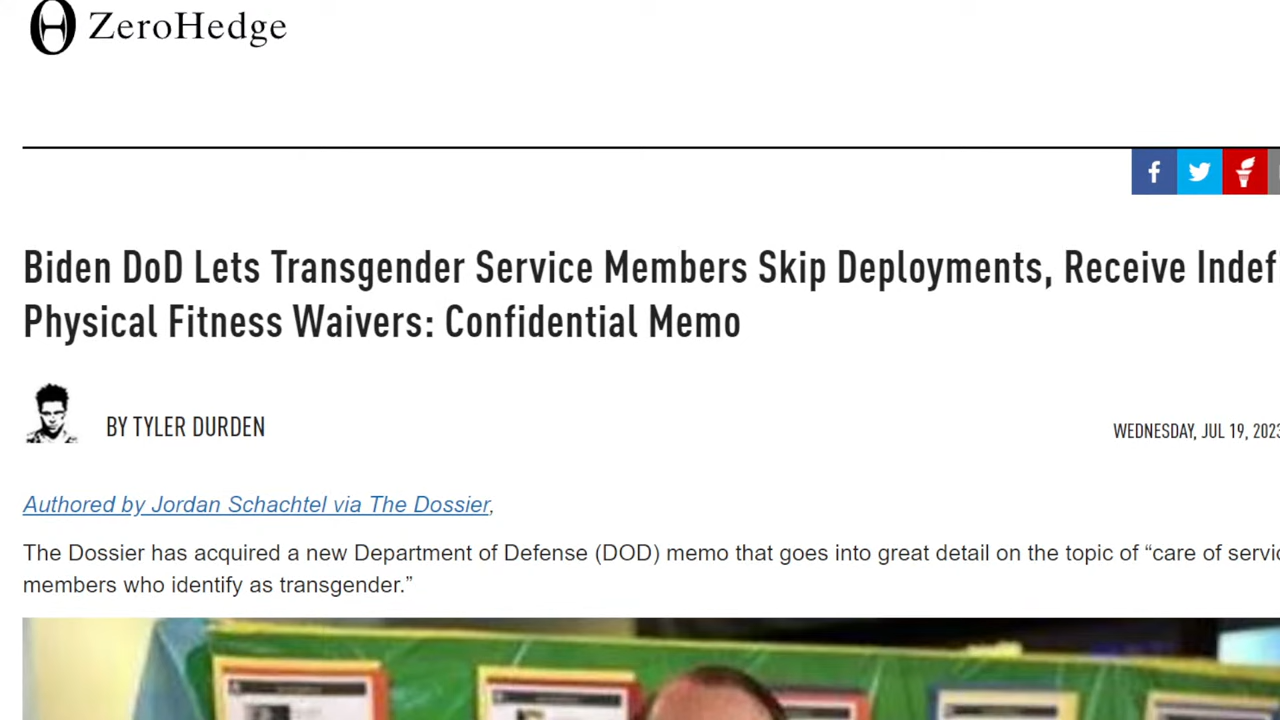 ZeroHedge
Biden DoD Lets Transgender Service Members Skip Deployments, Receive Indef
Physical Fitness Waivers: Confidential Memo
BY TYLER DURDEN
WEDNESDAY, JUL 19, 2023
Authored by Jordan Schachtel via The Dossier,
The Dossier has acquired a new Department of Defense (DOD) memo that goes into great detail on the topic of “care of servic
members who identify as transgender.”